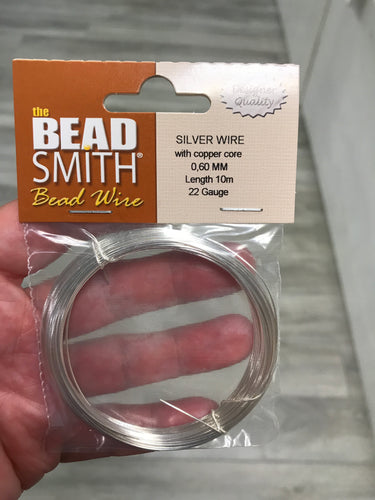 the
BEAD
SMITH®
Bead Wire
Designer
Quality
SILVER WIRE
with copper core
0,60 MM
Length 10m
22 Gauge